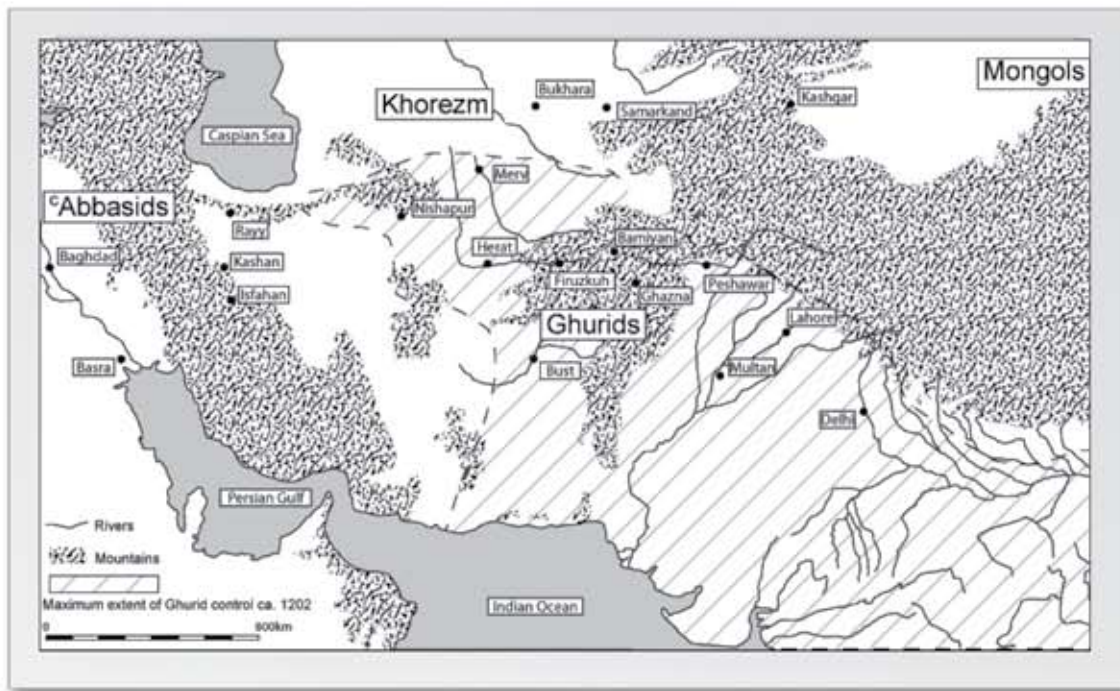 Mongols
Bukhara
Khorezm
Samarkand
Kashgar
Caspian Sea
Merv
ᶜAbbasids
Nishapur
Rayy
Baghdad
Kashan
Herat
Bamiyan
Firuzkuh
Peshawar
Isfahan
Ghazna
Ghurids
Lahore
Basra
Bust
Multan
Delhi
Persian Gulf
Rivers
Mountains
Maximum extent of Ghurid control ca. 1202
Indian Ocean
0 600km